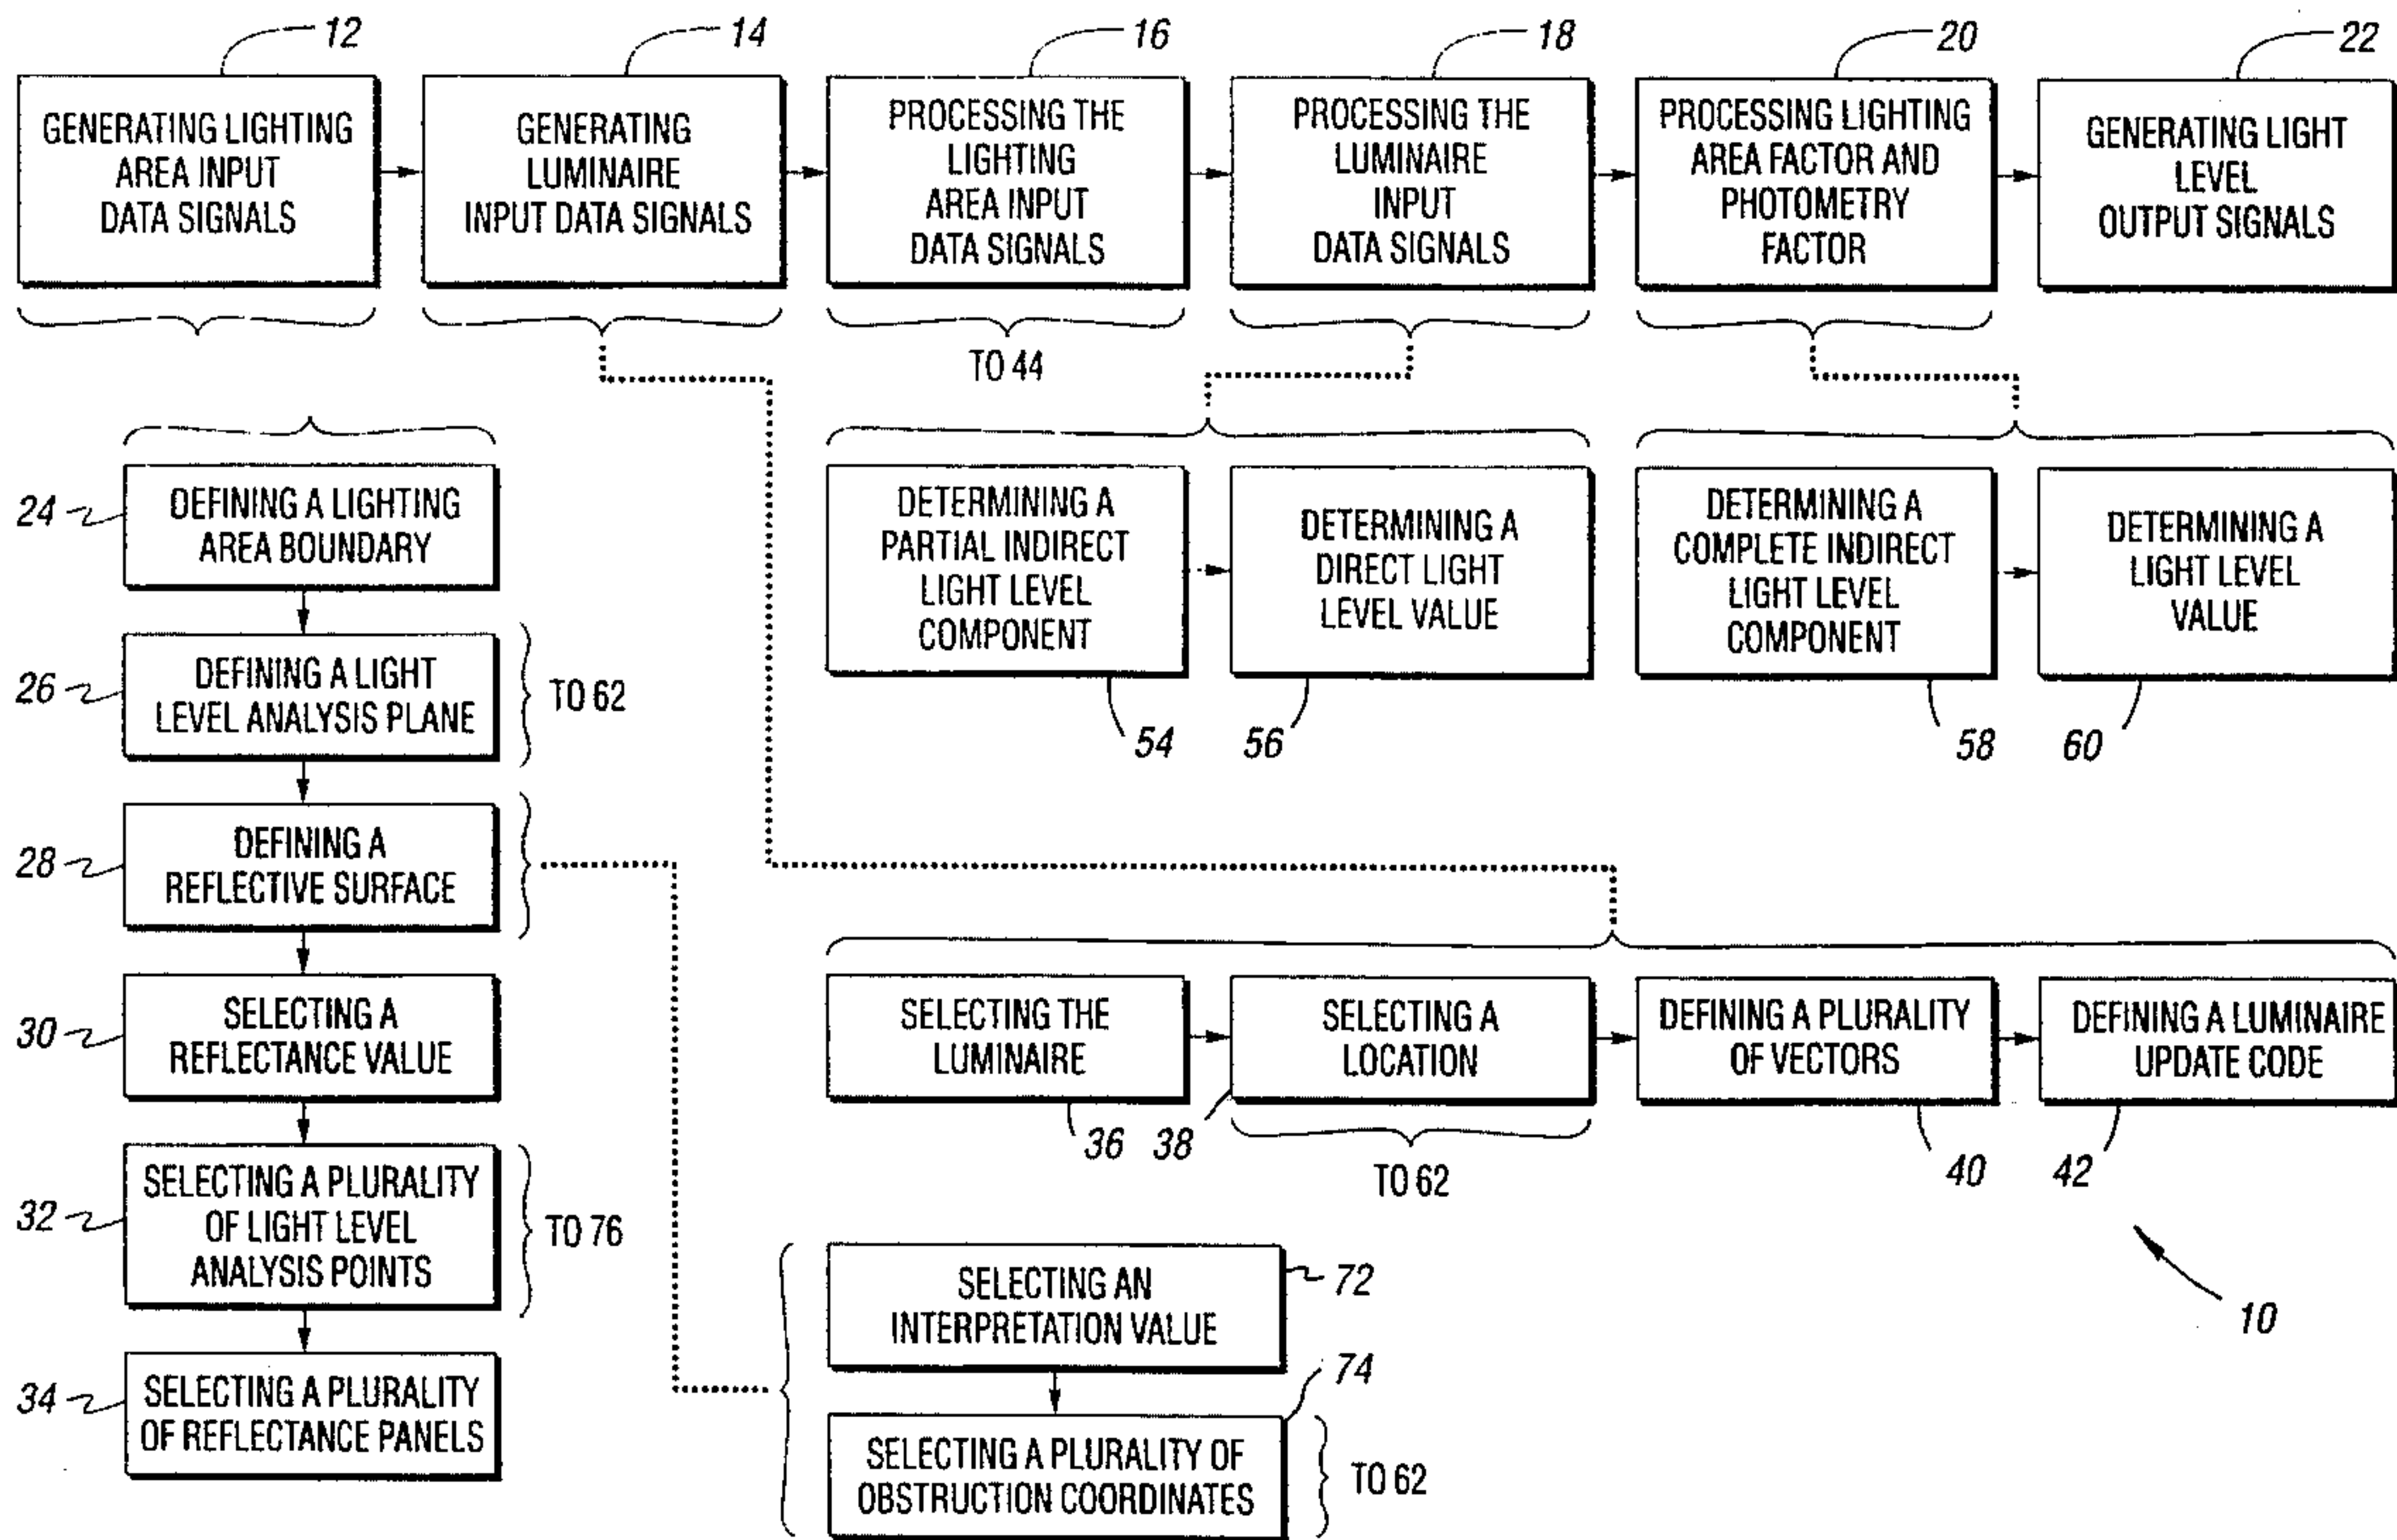 12
14
16
18
20
22
GENERATING LIGHTING
AREA INPUT
DATA SIGNALS
GENERATING
LUMINAIRE
INPUT DATA SIGNALS
PROCESSING THE
LIGHTING
AREA INPUT
DATA SIGNALS
PROCESSING THE
LUMINAIRE
INPUT
DATA SIGNALS
PROCESSING LIGHTING
AREA FACTOR AND
PHOTOMETRY
FACTOR
GENERATING LIGHT
LEVEL
OUTPUT SIGNALS
TO 44
24
DEFINING A LIGHTING
AREA BOUNDARY
26
DEFINING A LIGHT
LEVEL ANALYSIS PLANE
TO 62
28
DEFINING A
REFLECTIVE SURFACE
30
SELECTING A
REFLECTANCE VALUE
32
SELECTING A PLURALITY
OF LIGHT LEVEL
ANALYSIS POINTS
TO 76
34
SELECTING A PLURALITY
OF REFLECTANCE PANELS
DETERMINING A
PARTIAL INDIRECT
LIGHT LEVEL
COMPONENT
54
DETERMINING A
DIRECT LIGHT
LEVEL VALUE
56
DETERMINING A
COMPLETE INDIRECT
LIGHT LEVEL
COMPONENT
58
DETERMINING A
LIGHT LEVEL
VALUE
60
SELECTING THE
LUMINAIRE
36
SELECTING A
LOCATION
38
TO 62
DEFINING A PLURALITY
OF VECTORS
40
DEFINING A LUMINAIRE
UPDATE CODE
42
SELECTING AN
INTERPRETATION VALUE
72
SELECTING A PLURALITY OF
OBSTRUCTION COORDINATES
74
TO 62
10